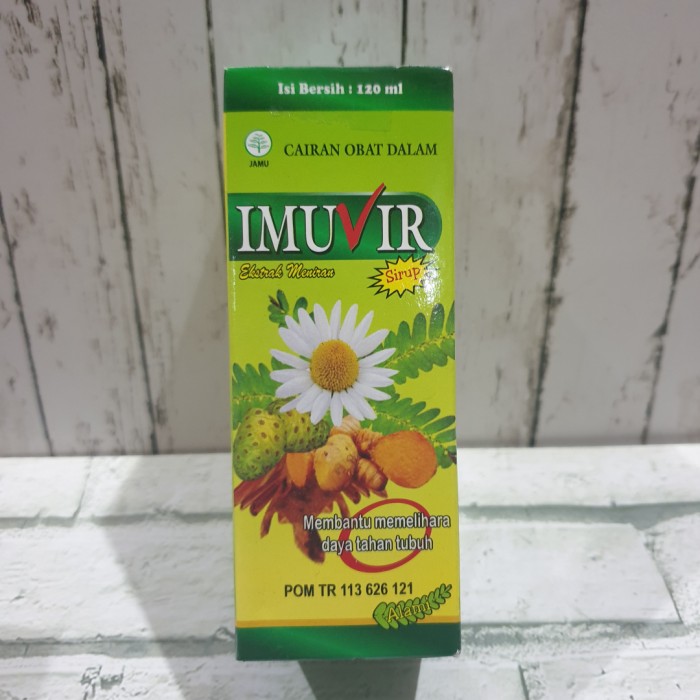 Isi Bersih : 120 ml
JAMU
CAIRAN OBAT DALAM
IMUVIR
Ekstrak Meniran
Sirup
Membantu memelihara
daya tahan tubuh
POM TR 113 626 121
Alami